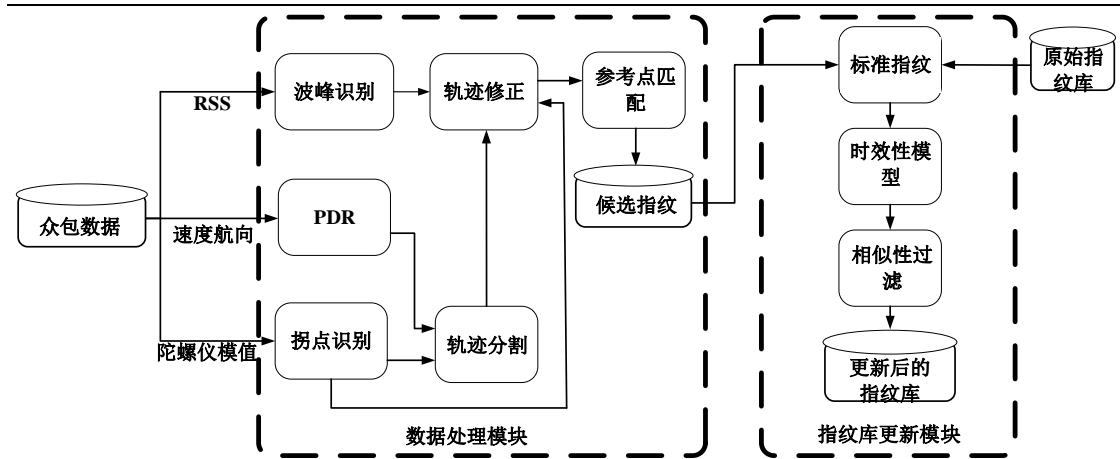 波峰识别
轨迹修正
参考点匹
配
标准指纹
原始指
纹库
RSS
时效性模
型
候选指纹
众包数据
PDR
速度航向
相似性过
滤
拐点识别
轨迹分割
陀螺仪模值
更新后的
指纹库
数据处理模块
指纹库更新模块